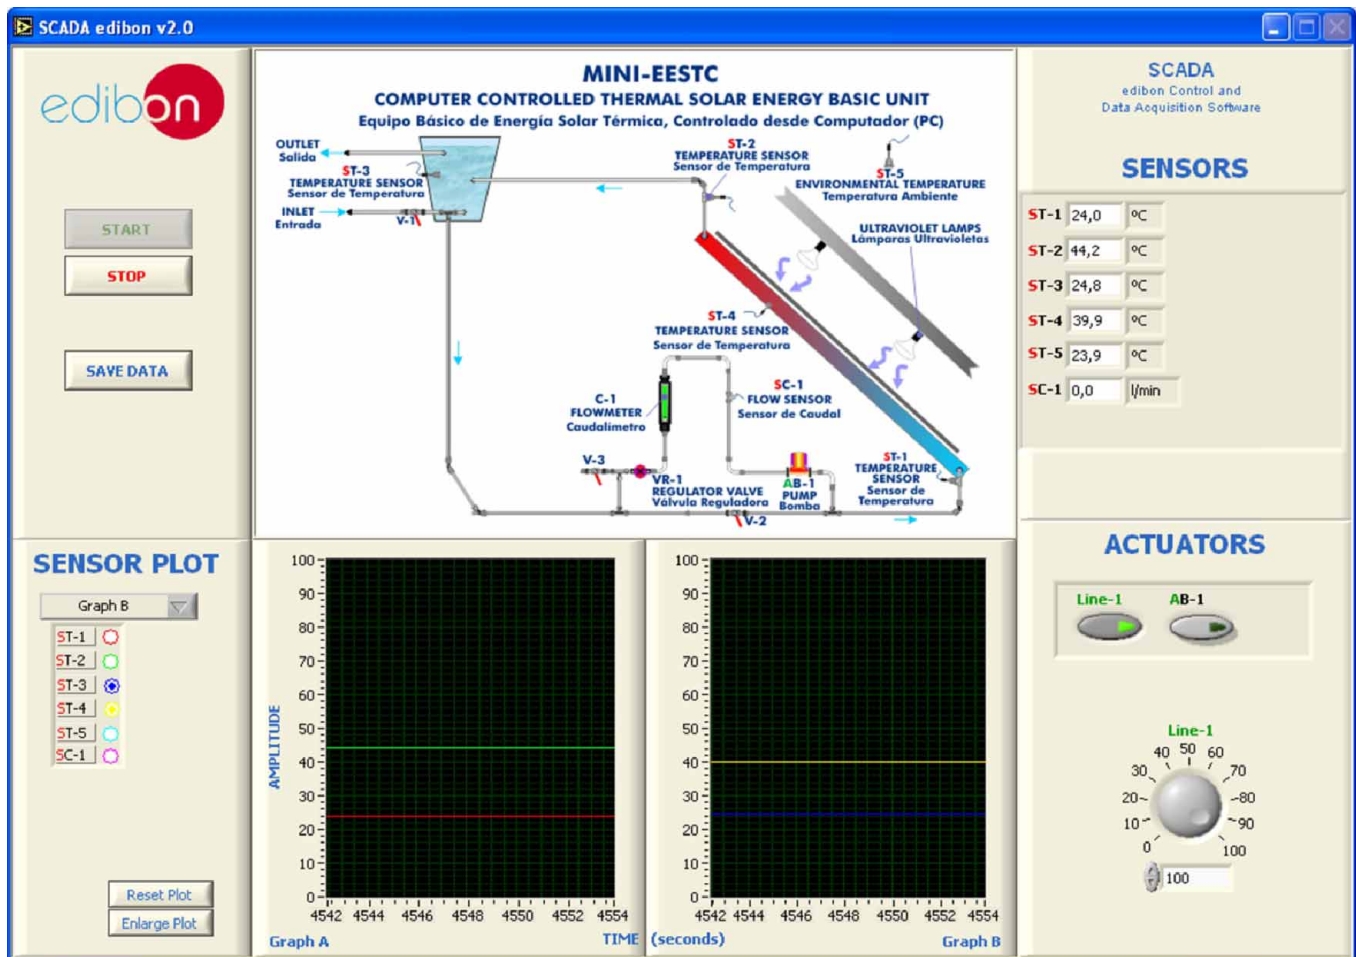 SCADA edibon v2.0
edibon
START
STOP
SAVE DATA
MINI-EESTC
COMPUTER CONTROLLED THERMAL SOLAR ENERGY BASIC UNIT
Equipo Básico de Energía Solar Térmica, Controlado desde Computador (PC)
OUTLET
Salida
ST-3
TEMPERATURE SENSOR
Sensor de Temperatura
INLET
Entrada
V-1
ST-2
TEMPERATURE SENSOR
Sensor de Temperatura
ST-5
ENVIRONMENTAL TEMPERATURE
Temperatura Ambiente
ULTRAVIOLET LAMPS
Lámparas Ultravioletas
ST-4
TEMPERATURE SENSOR
Sensor de Temperatura
C-1
FLOWMETER
Caudalímetro
SC-1
FLOW SENSOR
Sensor de Caudal
V-3
VR-1
REGULATOR VALVE
Válvula Reguladora
AB-1
PUMP
Bomba
V-2
ST-1
TEMPERATURE
SENSOR
Sensor de
Temperatura
SCADA
edibon Control and
Data Acquisition Software
SENSORS
ST-1 24,0 ºC
ST-2 44,2 ºC
ST-3 24,8 ºC
ST-4 39,9 ºC
ST-5 23,9 ºC
SC-1 0,0 l/min
SENSOR PLOT
Graph B
ST-1
ST-2
ST-3
ST-4
ST-5
SC-1
Reset Plot
Enlarge Plot
AMPLITUDE
100
90
80
70
60
50
40
30
20
10
0
4542 4544 4546 4548 4550 4552 4554
Graph A
TIME (seconds)
100
90
80
70
60
50
40
30
20
10
0
4542 4544 4546 4548 4550 4552 4554
Graph B
ACTUATORS
Line-1 AB-1
Line-1
0 10 20 30 40 50 60 70 80 90 100
100